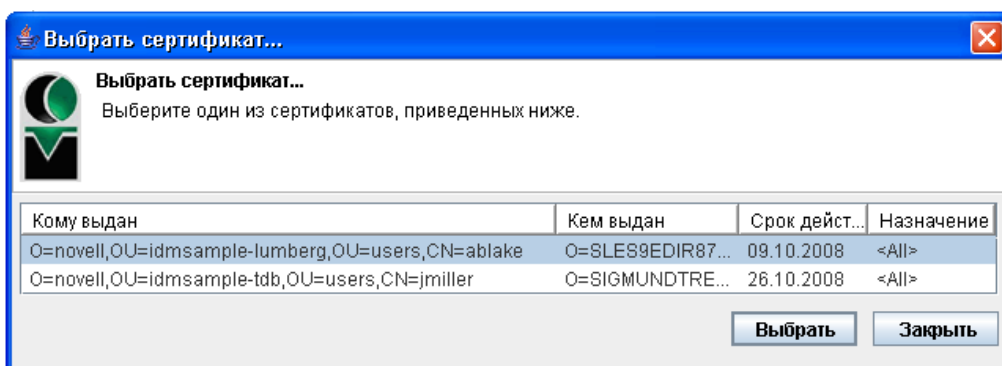 Выбрать сертификат...
Выбрать сертификат...
Выберите один из сертификатов, приведенных ниже.
Кому выдан Кем выдан Срок дейст... Назначение
O=novell,OU=idmsample-lumberg,OU=users,CN=ablake O=SLES9EDIR87... 09.10.2008 <All>
O=novell,OU=idmsample-tdb,OU=users,CN=jmiller O=SIGMUNDTRE... 26.10.2008 <All>
Выбрать Закрыть